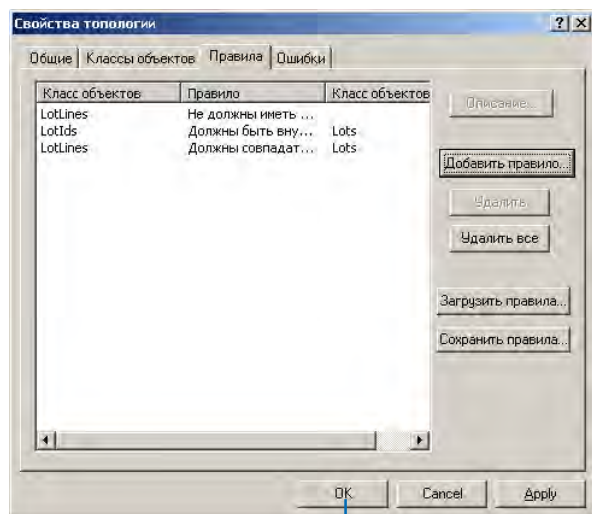 Свойства топологии
Общие Классы объектов Правила Ошибки
Класс объектов Правило Класс объектов
LotLines Не должны иметь ...
LotIds Должны быть вну... Lots
LotLines Должны совпадат... Lots
Описание...
Добавить правило...
Удалить
Удалить все
Загрузить правила...
Сохранить правила...
OK Cancel Apply